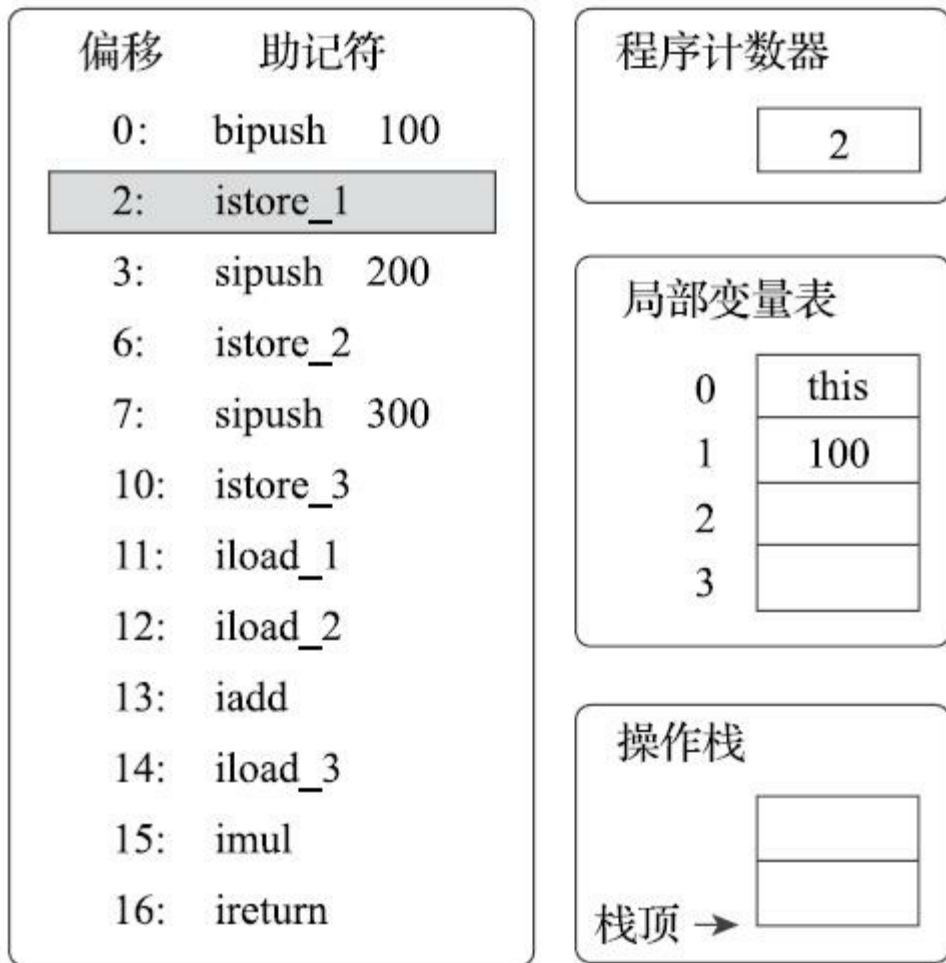 偏移 助记符
0: bipush 100
2: istore_1
3: sipush 200
6: istore_2
7: sipush 300
10: istore_3
11: iload_1
12: iload_2
13: iadd
14: iload_3
15: imul
16: ireturn
程序计数器
2
局部变量表
0 this
1 100
2
3
操作栈
栈顶